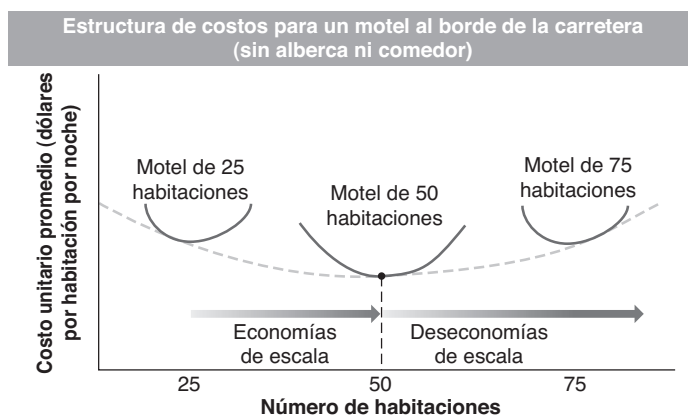 Estructura de costos para un motel al borde de la carretera
(sin alberca ni comedor)
Costo unitario promedio (dólares
por habitación por noche)
Motel de 25
habitaciones
Motel de 50
habitaciones
Motel de 75
habitaciones
Economías
de escala
Deseconomías
de escala
25
50
75
Número de habitaciones